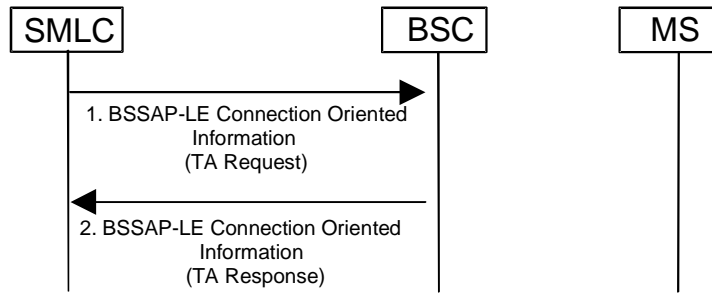 SMLC
BSC
MS
1. BSSAP-LE Connection Oriented
Information
(TA Request)
2. BSSAP-LE Connection Oriented
Information
(TA Response)